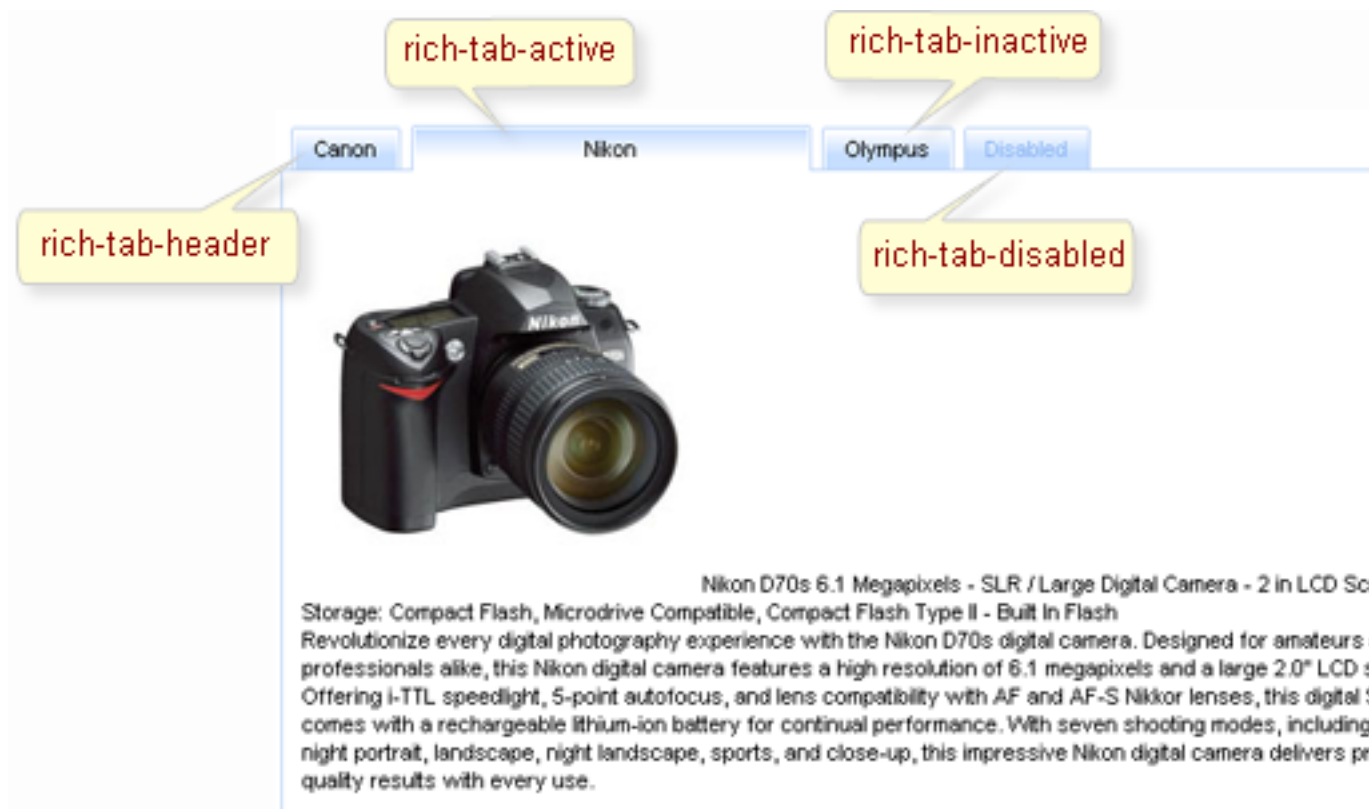 rich-tab-active
rich-tab-inactive
Canon
Nikon
Olympus
Disabled
rich-tab-header
rich-tab-disabled
Nikon
Nikon D70s 6.1 Megapixels - SLR / Large Digital Camera - 2 in LCD
Storage: Compact Flash, Microdrive Compatible, Compact Flash Type II - Built In Flash
Revolutionize every digital photography experience with the Nikon D70s digital camera. Designed for amateurs
professionals alike, this Nikon digital camera features a high resolution of 6.1 megapixels and a large 2.0" LCD
Offering i-TTL speedlight, 5-point autofocus, and lens compatibility with AF and AF-S Nikkor lenses, this digital
comes with a rechargeable lithium-ion battery for continual performance. With seven shooting modes, including
night portrait, landscape, night landscape, sports, and close-up, this impressive Nikon digital camera delivers
quality results with every use.